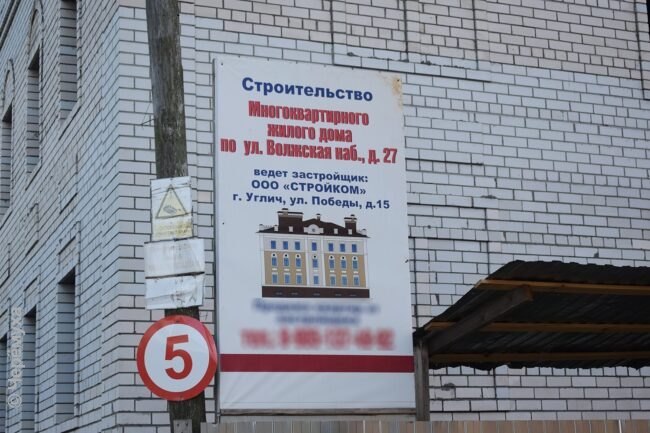 Строительство
Многоквартирного
жилого дома
по ул. Волжская наб., д. 27
ведет застройщик:
ООО «СТРОЙКОМ»
г. Углич, ул. Победы, д.15
5